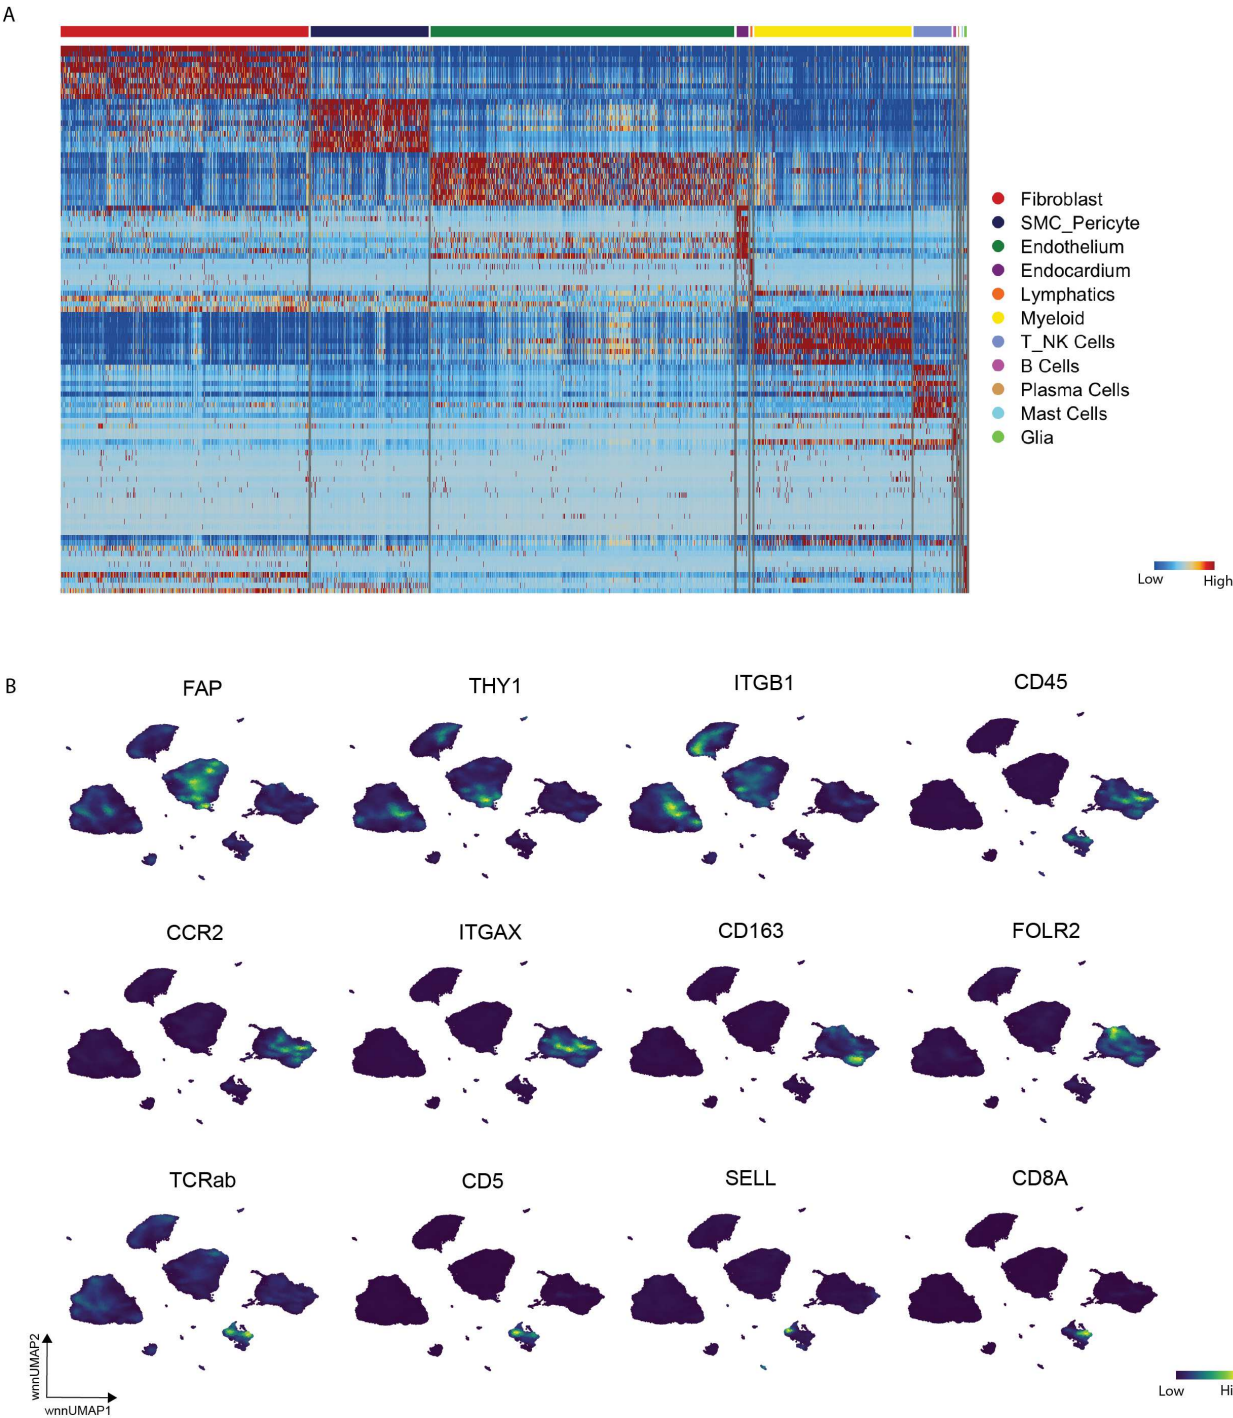 A
Fibroblast
SMC_Pericyte
Endothelium
Endocardium
Lymphatics
Myeloid
T_NK Cells
B Cells
Plasma Cells
Mast Cells
Glia
Low High
B
FAP THY1 ITGB1 CD45
CCR2 ITGAX CD163 FOLR2
TCRab CD5 SELL CD8A
wnnUMAP2
wnnUMAP1
Low Hi